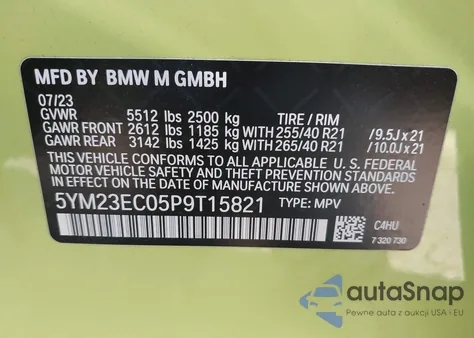 MFD BY BMW M GMBH
07/23
GVWR 5512 lbs 2500 kg TIRE / RIM
GAWR FRONT 2612 lbs 1185 kg WITH 255/40 R21 /9.5J x 21
GAWR REAR 3142 lbs 1425 kg WITH 265/40 R21 /10.0J x 21
THIS VEHICLE CONFORMS TO ALL APPLICABLE U. S. FEDERAL
MOTOR VEHICLE SAFETY, BUMPER, AND THEFT PREVENTION
STANDARDS IN EFFECT ON THE DATE OF MANUFACTURE SHOWN ABOVE.
5YM23EC05P9T15821 TYPE: MPV
C4HU
7 320 730
autoSnap
Pewne auta z aukcji USA i EU